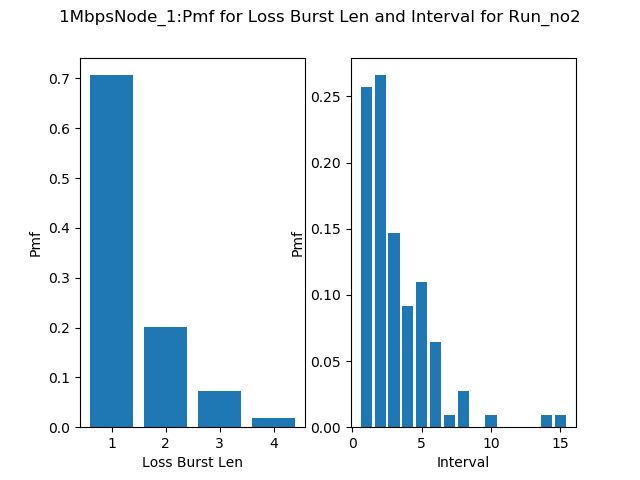 1MbpsNode_1:Pmf for Loss Burst Len and Interval for Run_no2
0.7
0.6
0.5
0.4
0.3
0.2
0.1
0.0
Pmf
1 2 3 4
Loss Burst Len
0.25
0.20
0.15
0.10
0.05
0.00
Pmf
0 5 10 15
Interval